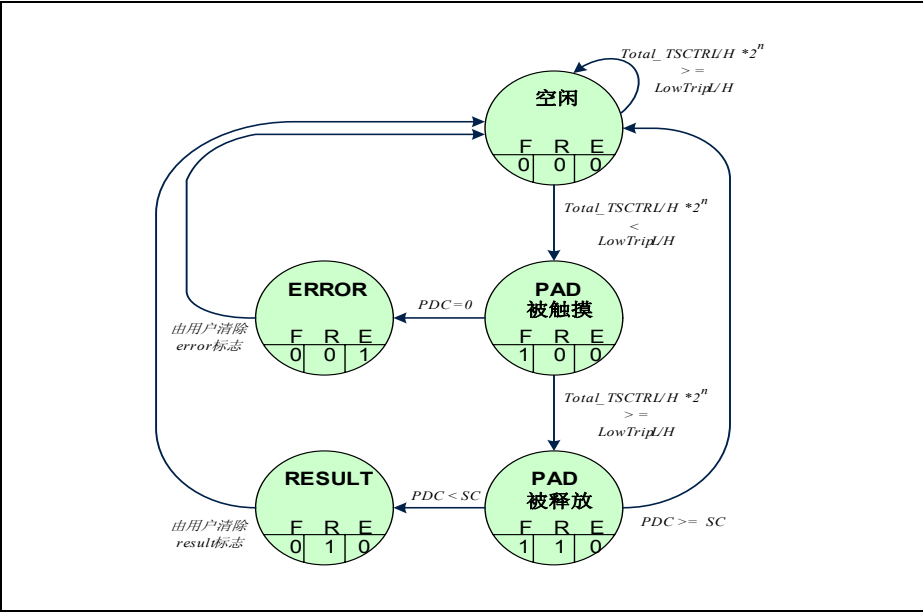 Total_TSCTRL/H *2^n
>=
LowTripL/H
空闲
F R E
0 0 0
Total_TSCTRL/H *2^n
<
LowTripL/H
ERROR
F R E
0 0 1
PDC=0
PAD
被触摸
F R E
1 0 0
由用户清除
error标志
Total_TSCTRL/H *2^n
>=
LowTripL/H
RESULT
F R E
0 1 0
PDC < SC
PAD
被释放
F R E
1 1 0
PDC >= SC
由用户清除
result标志